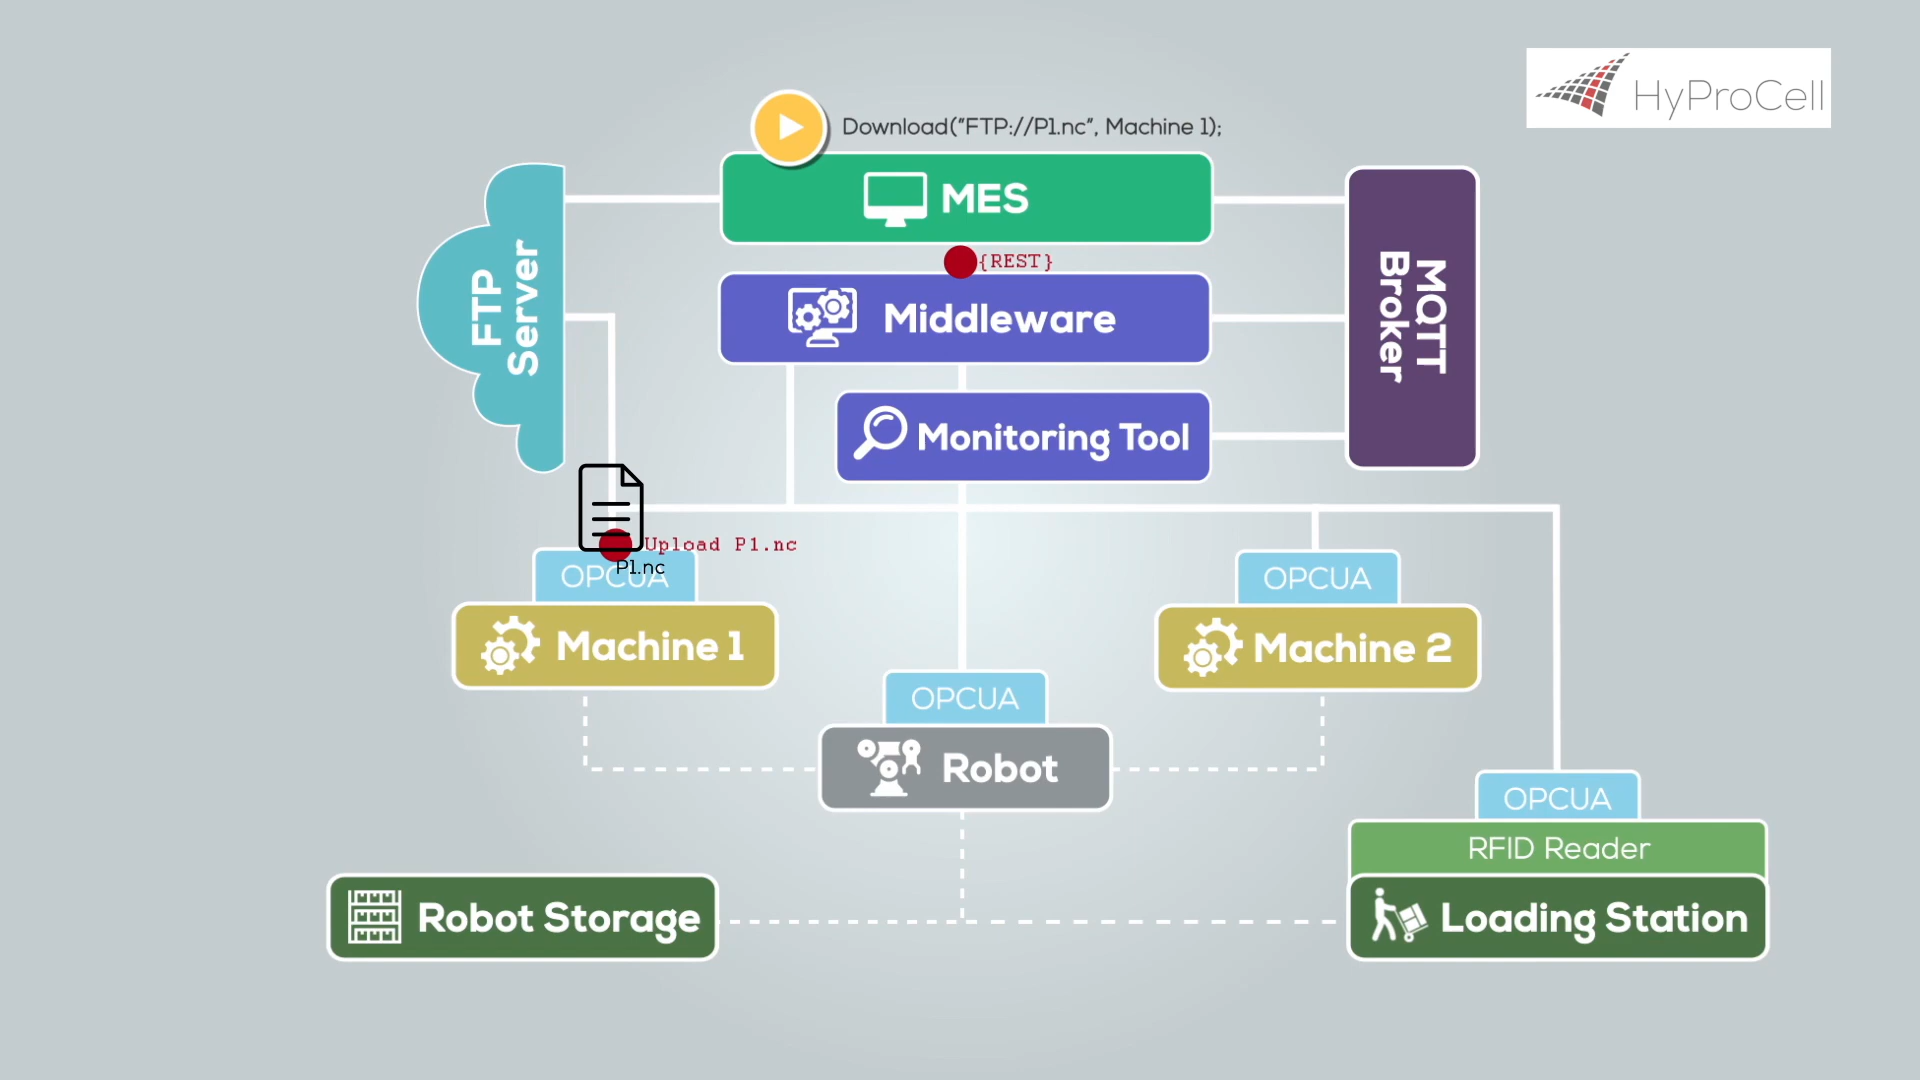 HyProCell
Download("FTP://P1.nc", Machine 1);
MES
{REST}
FTP
Server
Middleware
MQTT
Broker
Monitoring Tool
Upload P1.nc
P1.nc
OPCUA
Machine 1
OPCUA
Machine 2
OPCUA
Robot
OPCUA
RFID Reader
Robot Storage
Loading Station